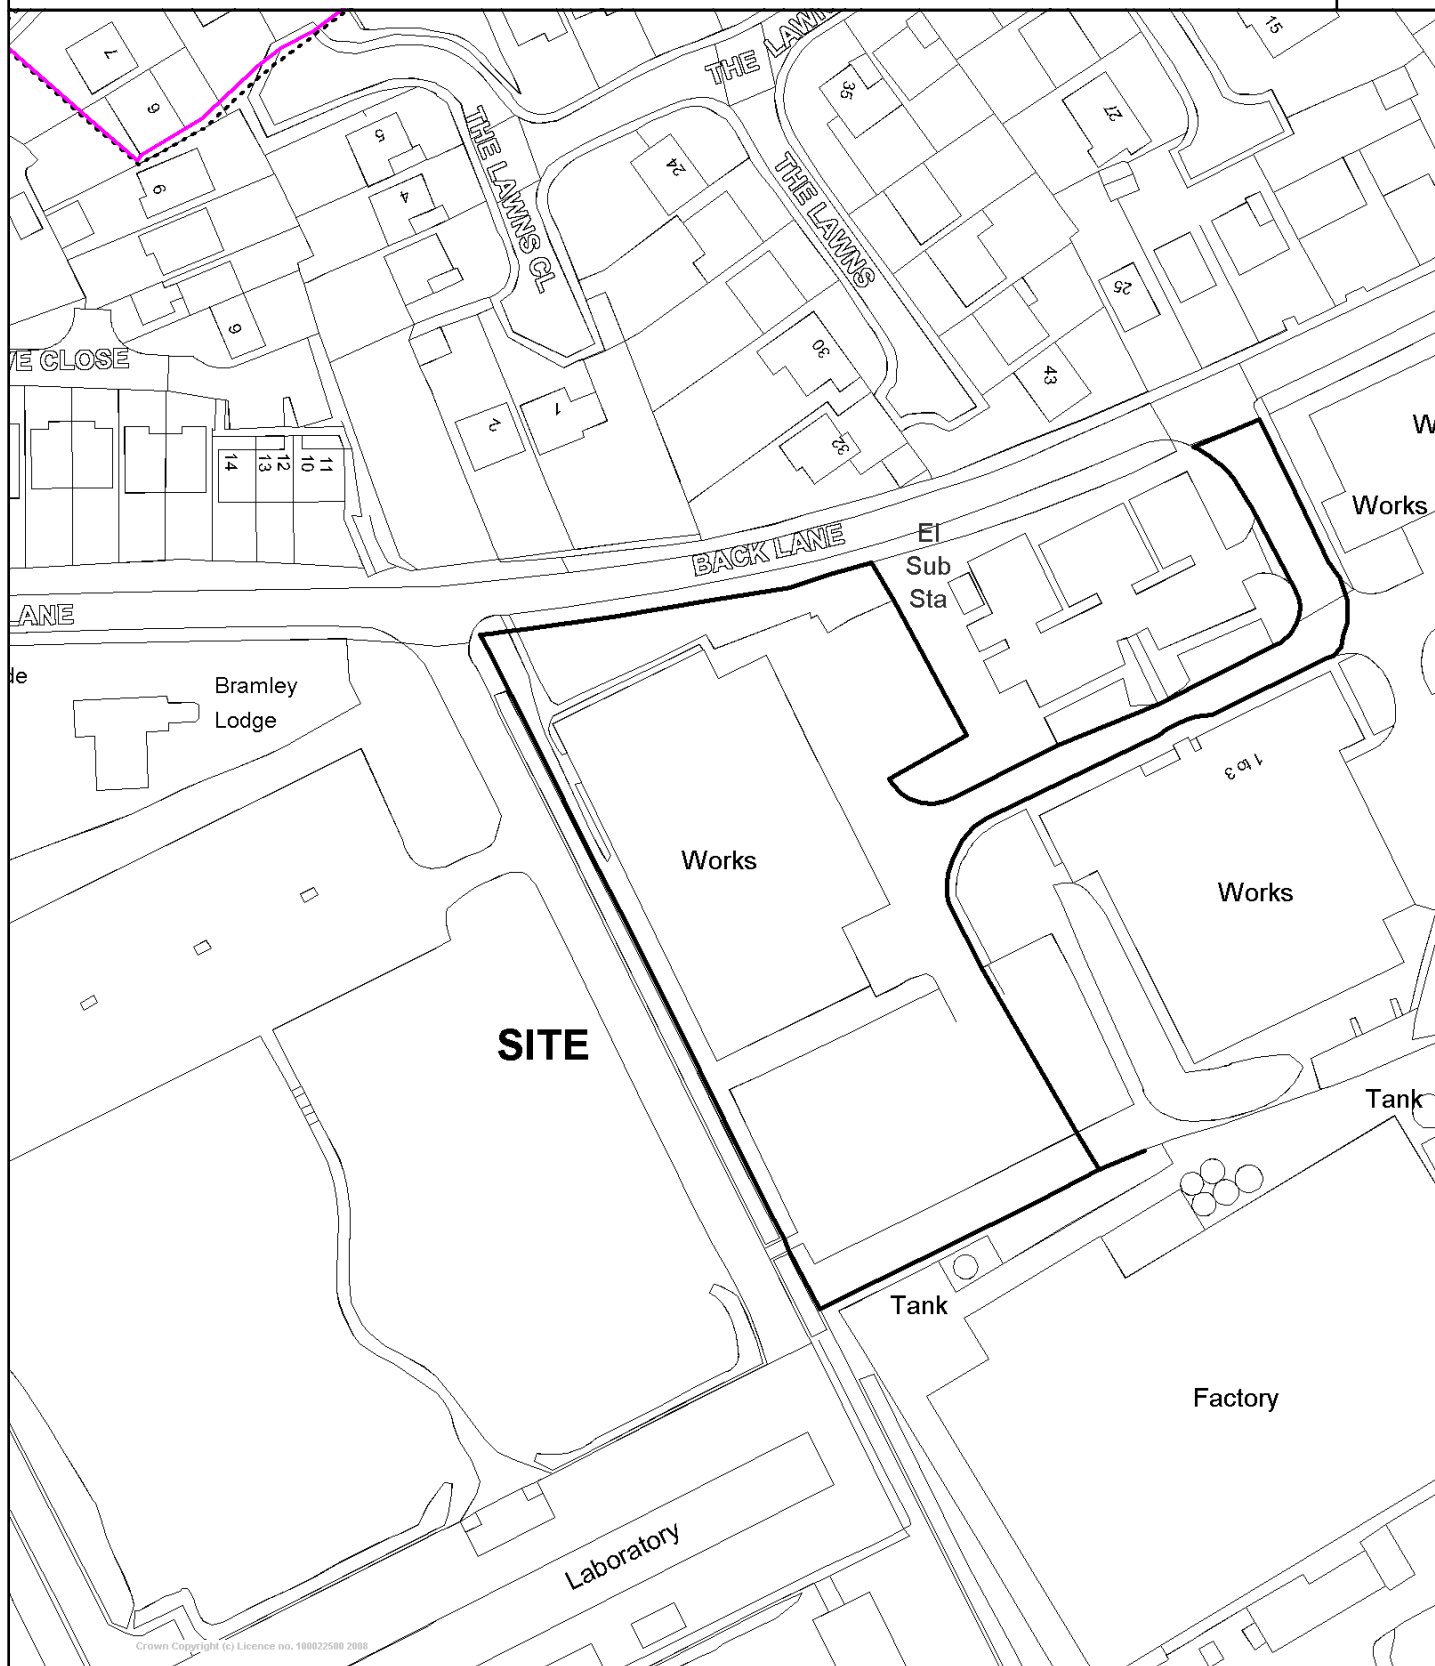 15
THE LAWN
7
6
35
27
5
THE LAWNS CL
24
THE LAWNS
9
4
25
9
30
VE CLOSE
43
1
2
32
14
13
12
10
11
W
Works
BACK LANE
El
Sub
Sta
LANE
de
Bramley
Lodge
1 to 3
Works
Works
SITE
Tank
Tank
Factory
Laboratory
Crown Copyright (c) Licence no. 100022500 2008